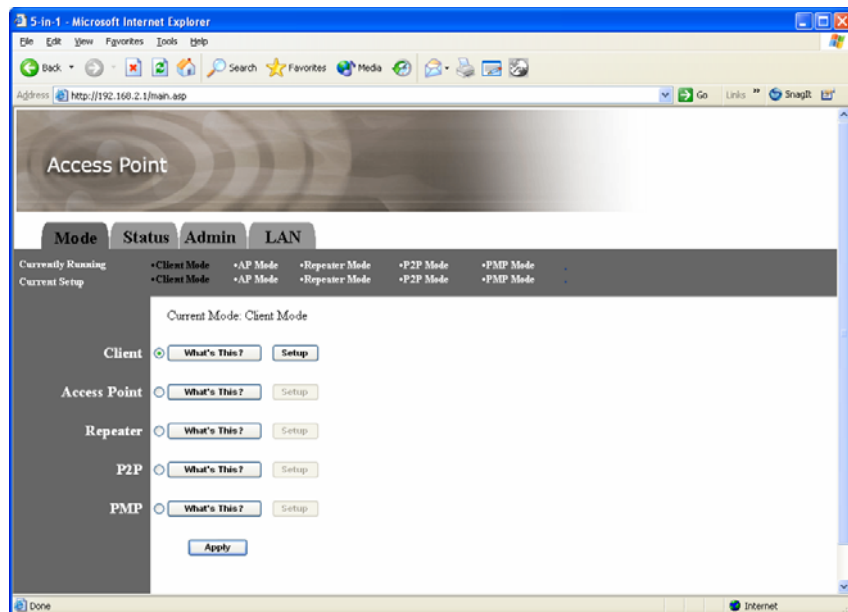 5-in-1 - Microsoft Internet Explorer
File Edit View Favorites Tools Help
Back Search Favorites Media
Address http://192.168.2.1/main.asp Go Links » SnagIt
Access Point
Mode Status Admin LAN
Currently Running •Client Mode •AP Mode •Repeater Mode •P2P Mode •PMP Mode
Current Setup •Client Mode •AP Mode •Repeater Mode •P2P Mode •PMP Mode
Current Mode: Client Mode
Client What's This? Setup
Access Point What's This? Setup
Repeater What's This? Setup
P2P What's This? Setup
PMP What's This? Setup
Apply
Done Internet